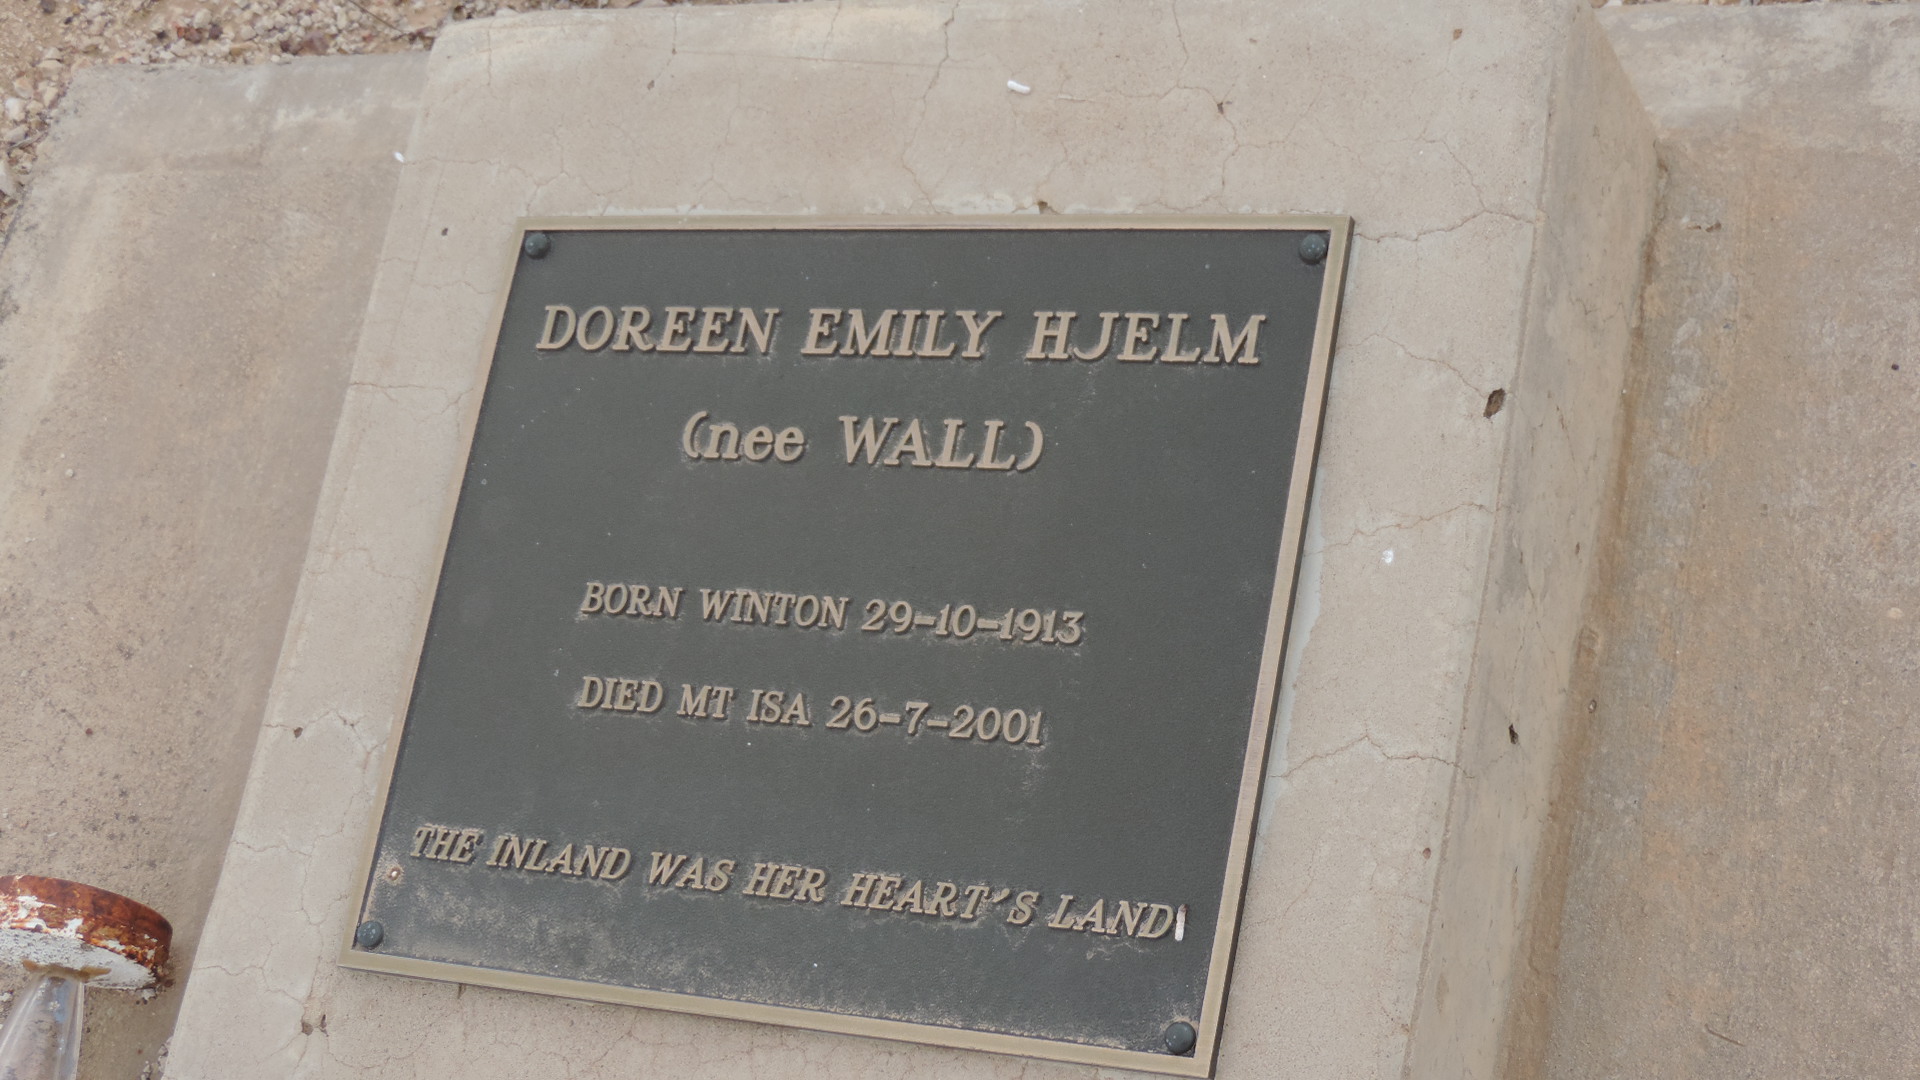 DOREEN EMILY HJELM
(nee WALL)
BORN WINTON 29-10-1913
DIED MT ISA 26-7-2001
THE INLAND WAS HER HEART'S LAND